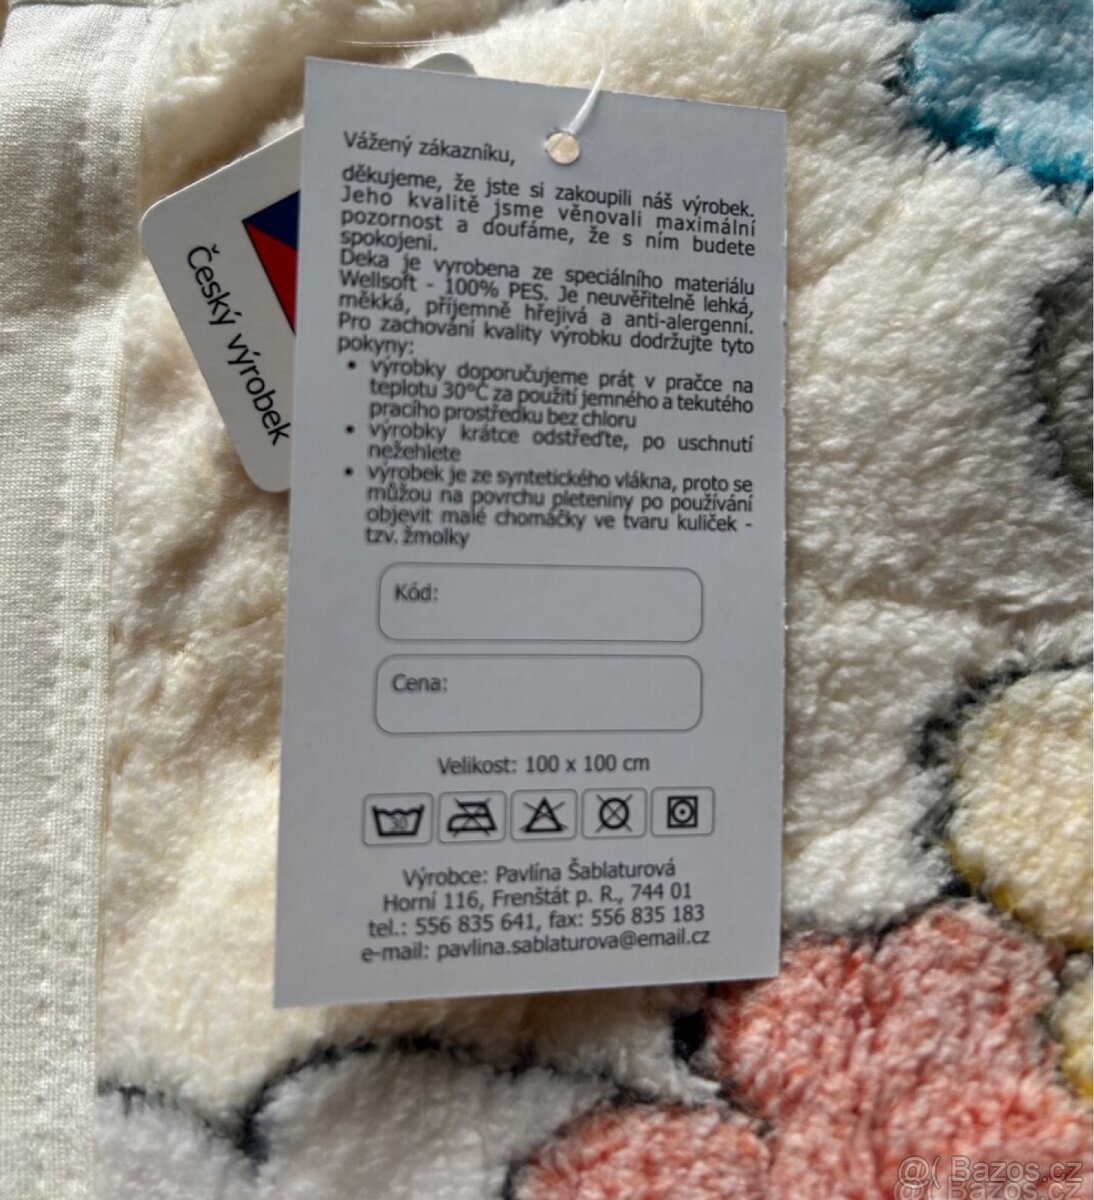 Vážený zákazníku,
děkujeme, že jste si zakoupili náš výrobek.
Jeho kvalitě jsme věnovali maximální
pozornost a doufáme, že s ním budete
spokojeni.
Deka je vyrobena ze speciálního materiálu
Wellsoft - 100% PES. Je neuvěřitelně lehká,
měkká, příjemně hřejivá a anti-alergenní.
Pro zachování kvality výrobku dodržujte tyto
pokyny:
• výrobky doporučujeme prát v pračce na
teplotu 30°C za použití jemného a tekutého
pracího prostředku bez chloru
• výrobky krátce odstřeďte, po uschnutí
nežehlete
• výrobek je ze syntetického vlákna, proto se
můžou na povrchu pleteniny po používání
objevit malé chomáčky ve tvaru kuliček -
tzv. žmolky
Kód:
Cena:
Velikost: 100 x 100 cm
30
Výrobce: Pavlína Šablaturová
Horní 116, Frenštát p. R., 744 01
tel.: 556 835 641, fax: 556 835 183
e-mail: pavlina.sablaturova@email.cz
Český výrobek
@( Bazos.cz
@( Bazos.cz